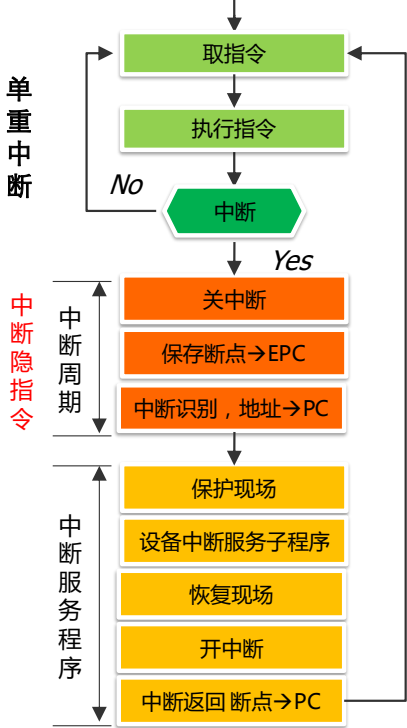 取指令
单重中断
执行指令
No
中断
Yes
中断隐指令
中断周期
关中断
保存断点→EPC
中断识别，地址→PC
中断服务程序
保护现场
设备中断服务子程序
恢复现场
开中断
中断返回 断点→PC